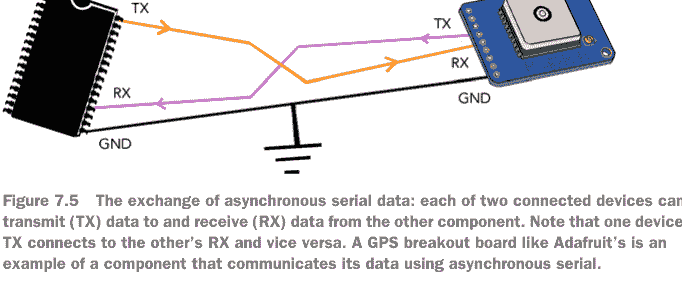 TX
TX
RX
RX
GND
GND
Figure 7.5 The exchange of asynchronous serial data: each of two connected devices can
transmit (TX) data to and receive (RX) data from the other component. Note that one device
TX connects to the other's RX and vice versa. A GPS breakout board like Adafruit's is an
example of a component that communicates its data using asynchronous serial.